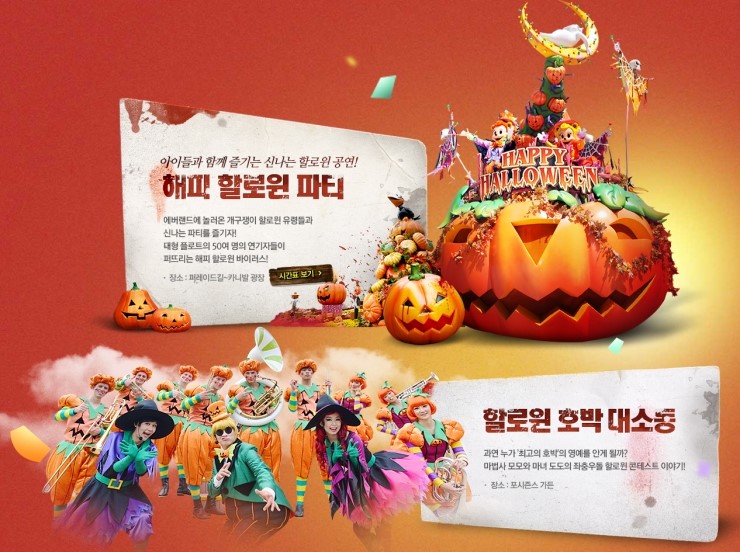 아이들과 함께 즐기는 신나는 할로윈 공연!
해피 할로윈 파티
에버랜드에 놀러온 개구쟁이 할로윈 유령들과
신나는 파티를 즐기자!
대형 플로트의 50여 명의 연기자들이
퍼뜨리는 해피 할로윈 바이러스!
· 장소 : 퍼레이드길~카니발 광장
시간표 보기 >
HAPPY
HALLOWEEN
할로윈 호박 대소동
과연 누가 '최고의 호박'의 영예를 안게 될까?
마법사 모모와 마녀 도도의 좌충우돌 할로윈 콘테스트 이야기!
· 장소 : 포시즌스 가든